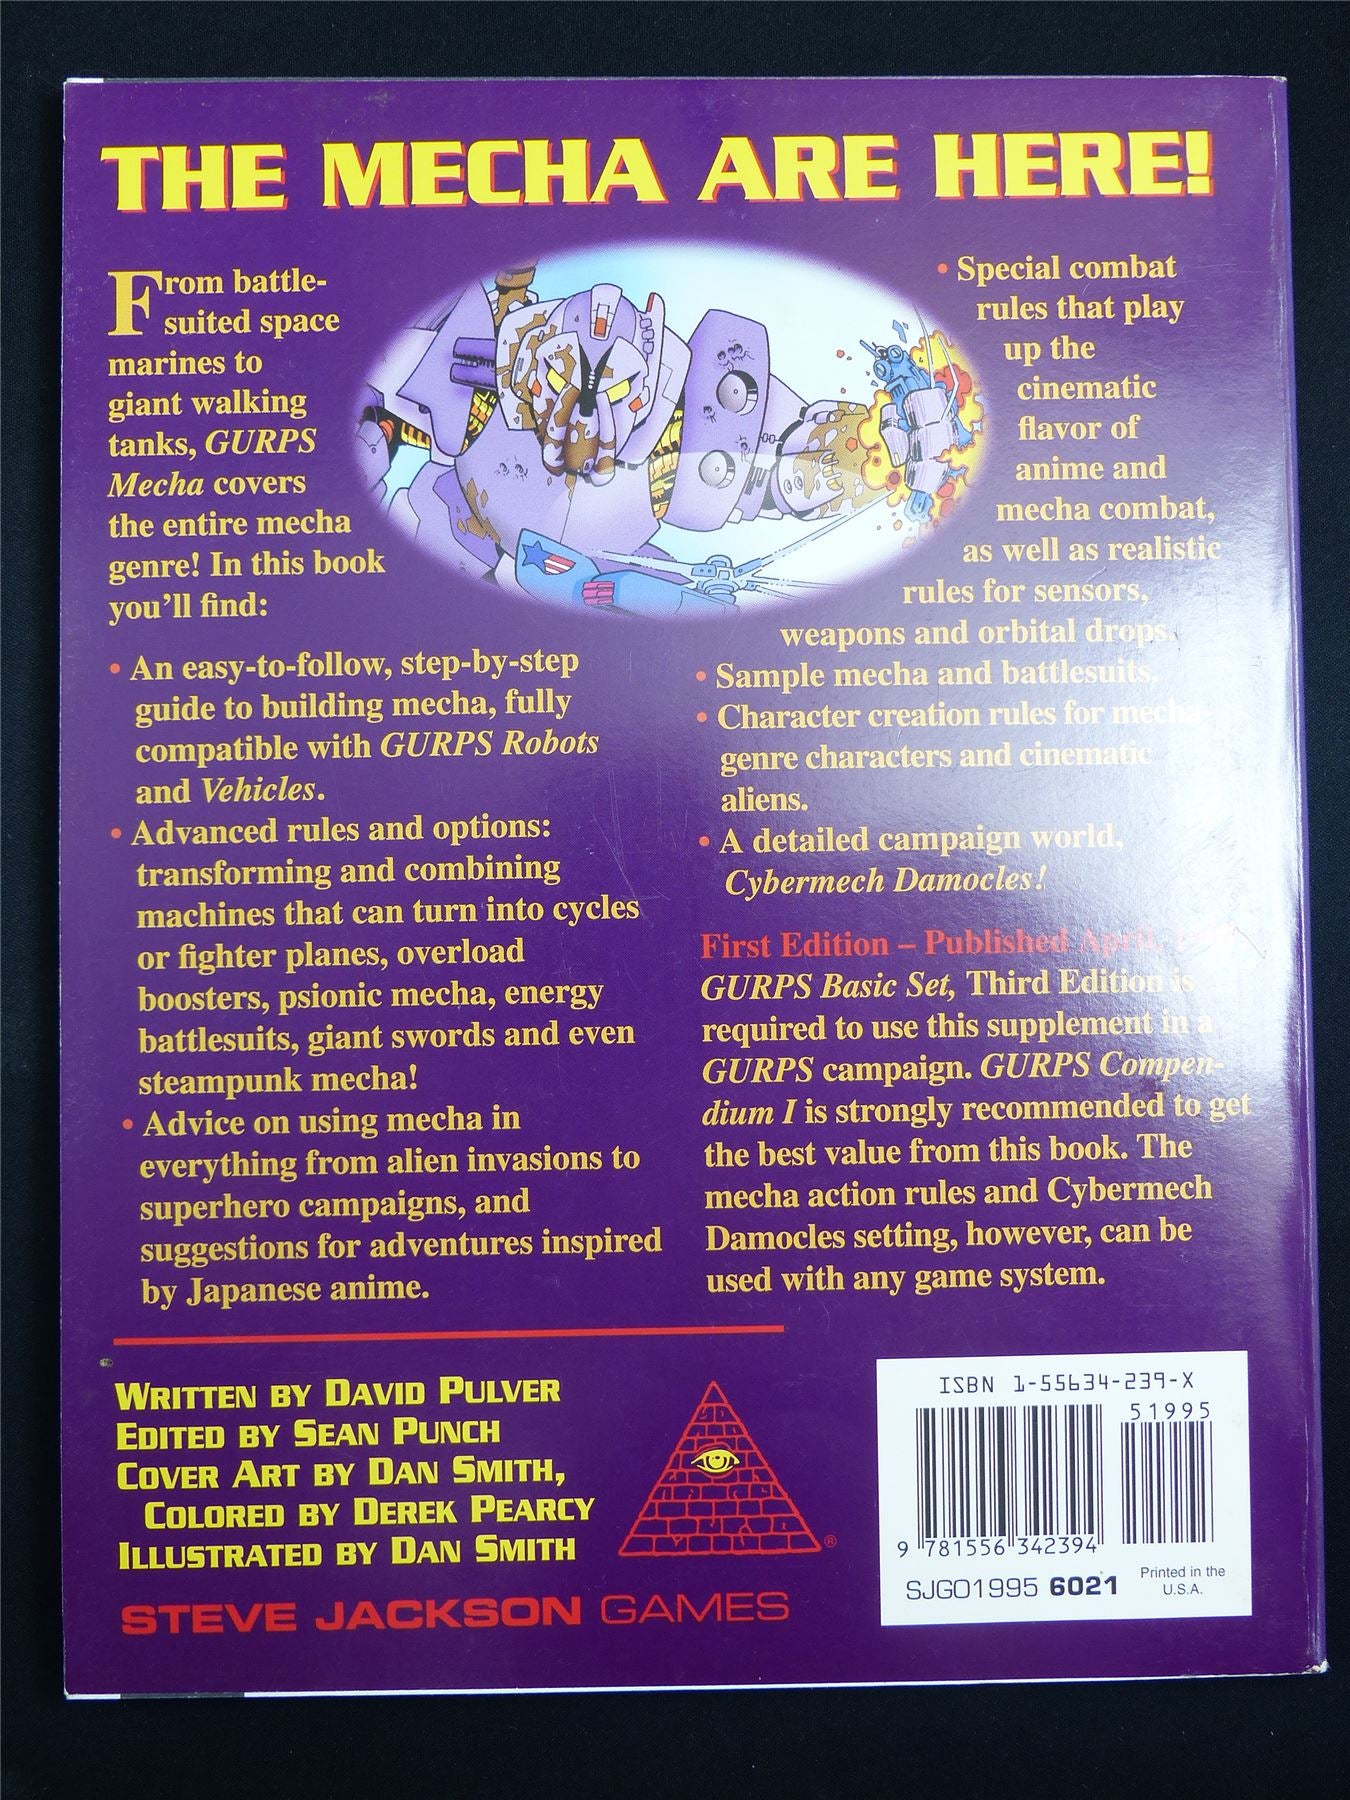 THE MECHA ARE HERE!
From battle-
suited space
marines to
giant walking
tanks, GURPS
Mecha covers
the entire mecha
genre! In this book
you'll find:
• An easy-to-follow, step-by-step
guide to building mecha, fully
compatible with GURPS Robots
and Vehicles.
• Advanced rules and options:
transforming and combining
machines that can turn into cycles
or fighter planes, overload
boosters, psionic mecha, energy
battlesuits, giant swords and even
steampunk mecha!
• Advice on using mecha in
everything from alien invasions to
superhero campaigns, and
suggestions for adventures inspired
by Japanese anime.
• Special combat
rules that play
up the
cinematic
flavor of
anime and
mecha combat,
as well as realistic
rules for sensors,
weapons and orbital drops.
• Sample mecha and battlesuits.
• Character creation rules for mecha-
genre characters and cinematic
aliens.
• A detailed campaign world,
Cybermech Damocles!
First Edition – Published April,
GURPS Basic Set, Third Edition is
required to use this supplement in a
GURPS campaign. GURPS Compen-
dium I is strongly recommended to get
the best value from this book. The
mecha action rules and Cybermech
Damocles setting, however, can be
used with any game system.
WRITTEN BY DAVID PULVER
EDITED BY SEAN PUNCH
COVER ART BY DAN SMITH,
COLORED BY DEREK PEARCY
ILLUSTRATED BY DAN SMITH
STEVE JACKSON GAMES
®
ISBN 1-55634-239-X
51995
9 781556 342394
SJG01995 6021
Printed in the
U.S.A.